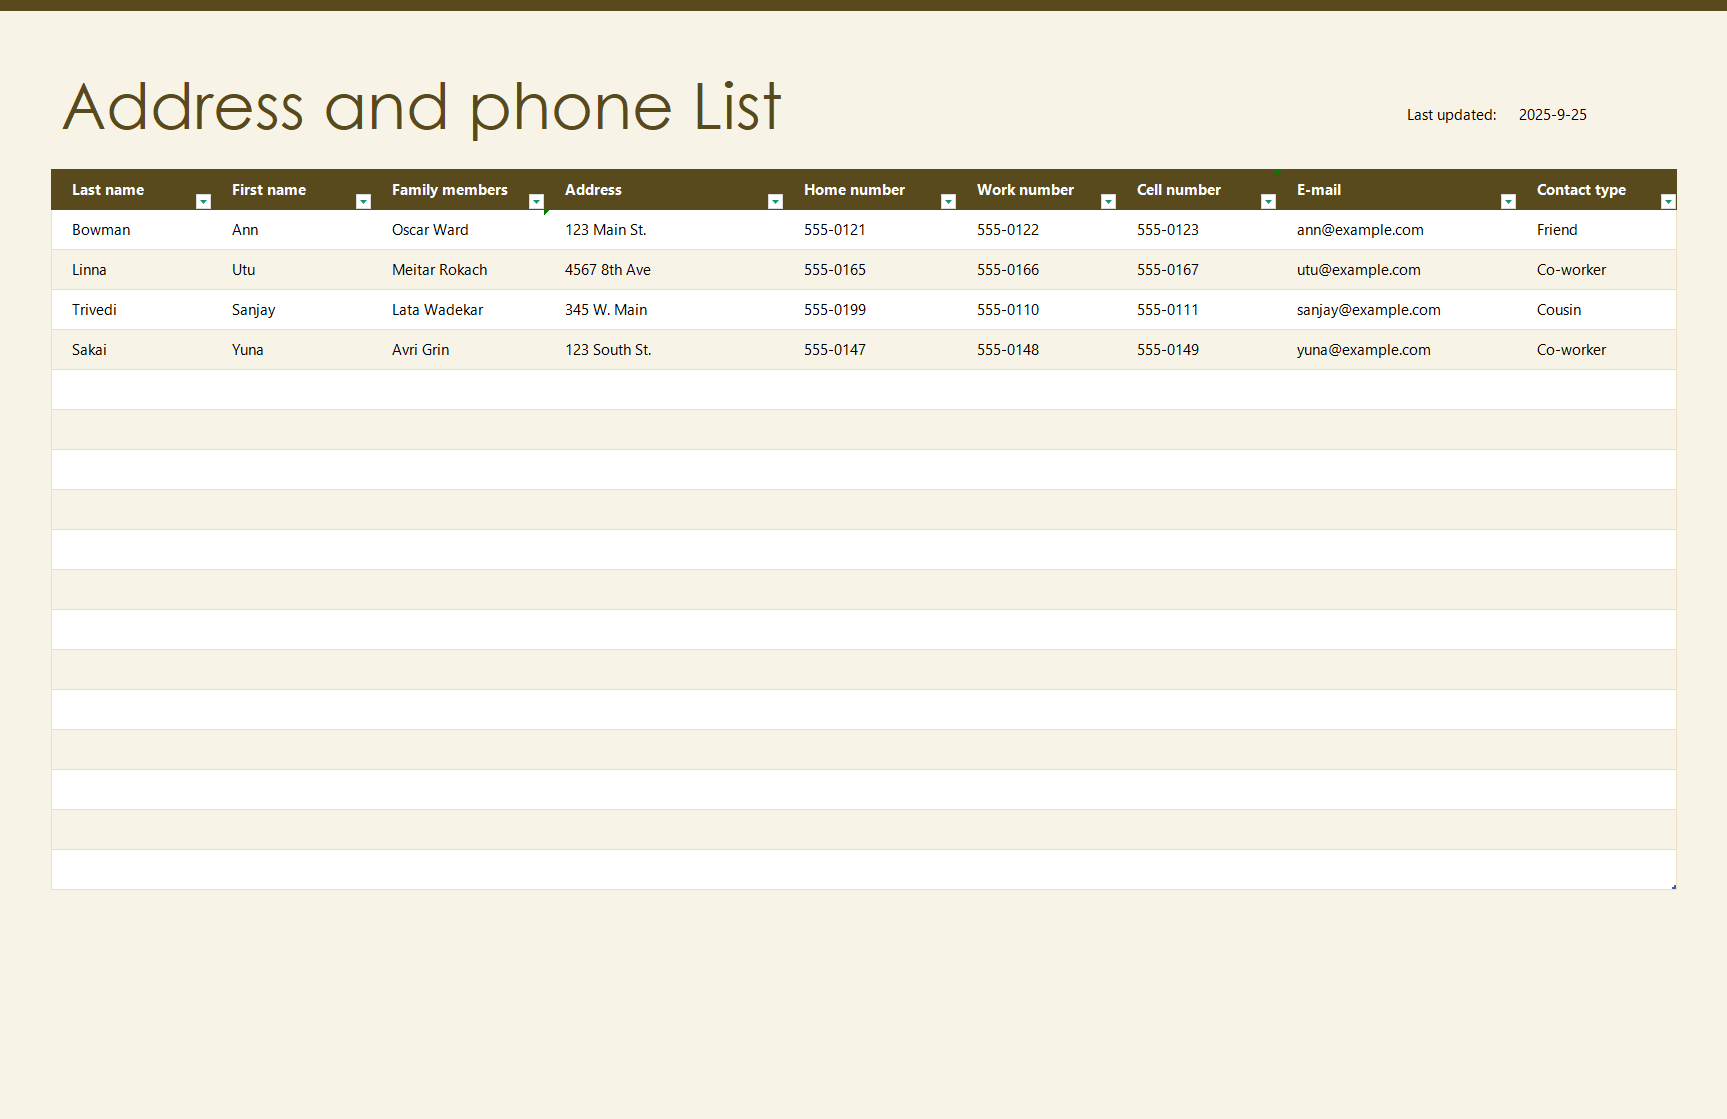 Address and phone List
Last updated: 2025-9-25
Last name First name Family members Address Home number Work number Cell number E-mail Contact type
Bowman Ann Oscar Ward 123 Main St. 555-0121 555-0122 555-0123 ann@example.com Friend
Linna Utu Meitar Rokach 4567 8th Ave 555-0165 555-0166 555-0167 utu@example.com Co-worker
Trivedi Sanjay Lata Wadekar 345 W. Main 555-0199 555-0110 555-0111 sanjay@example.com Cousin
Sakai Yuna Avri Grin 123 South St. 555-0147 555-0148 555-0149 yuna@example.com Co-worker